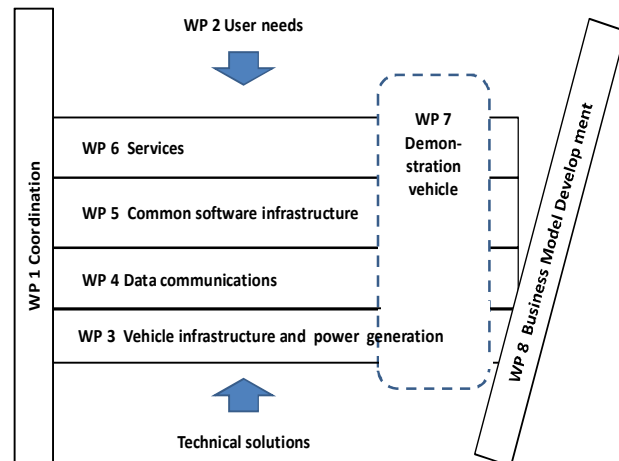 WP 2 User needs
WP 1 Coordination
WP 6 Services
WP 5 Common software infrastructure
WP 4 Data communications
WP 3 Vehicle infrastructure and power generation
WP 7
Demon-
stration
vehicle
WP 8 Business Model Develop ment
Technical solutions